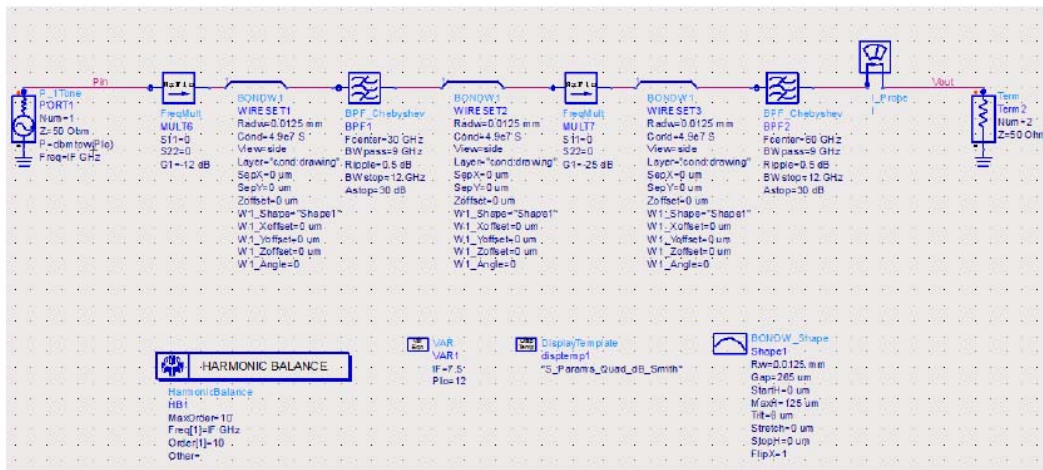 Pin
Vout
P_1Tone
PORT1
Num=1
Z=50 Ohm
P=dbmtow(Plo)
Freq=IF GHz
FreqMult
MULT6
S11=0
S22=0
G1=-12 dB
BONDW1
WIRESET1
Radw=0.0125 mm
Cond=4.9e7 S
View=side
Layer="cond:drawing"
SepX=0 um
SepY=0 um
Zoffset=0 um
W1_Shape="Shape1"
W1_Xoffset=0 um
W1_Yoffset=0 um
W1_Zoffset=0 um
W1_Angle=0
BPF_Chebyshev
BPF1
Fcenter=30 GHz
BWpass=9 GHz
Ripple=0.5 dB
BWstop=12.GHz
Astop=30 dB
BONDW1
WIRESET2
Radw=0.0125 mm
Cond=4.9e7 S
View=side
Layer="cond:drawing"
SepX=0 um
SepY=0 um
Zoffset=0 um
W1_Shape="Shape1"
W1_Xoffset=0 um
W1_Yoffset=0 um
W1_Zoffset=0 um
W1_Angle=0
FreqMult
MULT7
S11=0
S22=0
G1=-25 dB
BONDW1
WIRESET3
Radw=0.0125 mm
Cond=4.9e7 S
View=side
Layer="cond:drawing"
SepX=0 um
SepY=0 um
Zoffset=0 um
W1_Shape="Shape1"
W1_Xoffset=0 um
W1_Yoffset=0 um
W1_Zoffset=0 um
W1_Angle=0
BPF_Chebyshev
BPF2
Fcenter=60 GHz
BWpass=9 GHz
Ripple=0.5 dB
BWstop=12 GHz
Astop=30 dB
I_Probe
I
Term
Term2
Num=2
Z=50 Ohm
HARMONIC BALANCE
HarmonicBalance
HB1
MaxOrder=10
Freq[1]=IF GHz
Order[1]=10
Other=
VAR
VAR1
IF=7.5
Plo=12
DisplayTemplate
disptemp1
"S_Params_Quad_dB_Smith"
BONDW_Shape
Shape1
Rw=0.0125 mm
Gap=265 um
StartH=0 um
MaxH=125 um
Tilt=0 um
Stretch=0 um
StopH=0 um
FlipX=1